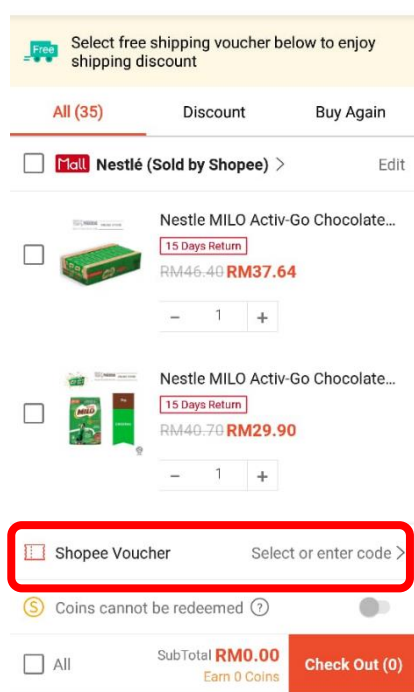 Free
Select free shipping voucher below to enjoy
shipping discount
All (35) Discount Buy Again
Mall Nestlé (Sold by Shopee) > Edit
Nestle MILO Activ-Go Chocolate...
15 Days Return
RM46.40 RM37.64
− 1 +
Nestle MILO Activ-Go Chocolate...
MILO
15 Days Return
RM40.70 RM29.90
− 1 +
Shopee Voucher Select or enter code >
S Coins cannot be redeemed ?
All SubTotal RM0.00 Check Out (0)
Earn 0 Coins